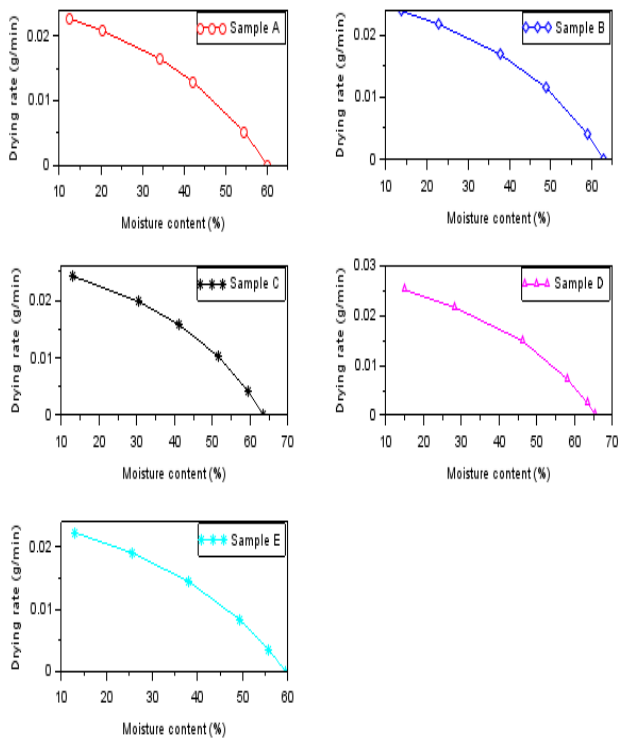 Sample A
Drying rate (g/min)
0.02
0.01
0
10 20 30 40 50 60
Moisture content (%)
Sample B
Drying rate (g/min)
0.02
0.01
0
10 20 30 40 50 60
Moisture content (%)
Sample C
Drying rate (g/min)
0.02
0.01
0
10 20 30 40 50 60 70
Moisture content (%)
Sample D
Drying rate (g/min)
0.03
0.02
0.01
0
10 20 30 40 50 60 70
Moisture content (%)
Sample E
Drying rate (g/min)
0.02
0.01
0
10 20 30 40 50 60
Moisture content (%)